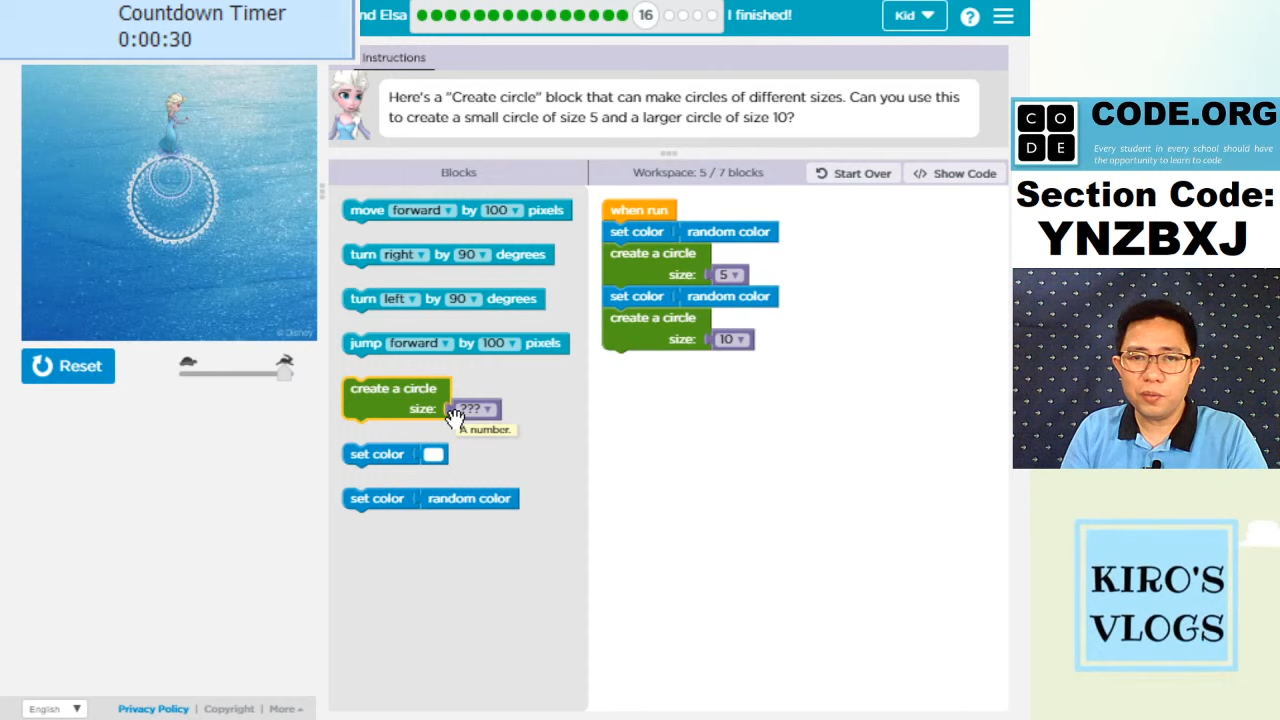 Countdown Timer
0:00:30
nd Elsa
16
I finished!
Kid
?
Instructions
Here's a "Create circle" block that can make circles of different sizes. Can you use this
to create a small circle of size 5 and a larger circle of size 10?
Blocks
Workspace: 5 / 7 blocks
Start Over
</> Show Code
move forward by 100 pixels
turn right by 90 degrees
turn left by 90 degrees
jump forward by 100 pixels
create a circle
size: ???
A number.
set color
set color random color
when run
set color random color
create a circle
size: 5
set color random color
create a circle
size: 10
© Disney
Reset
English
Privacy Policy | Copyright | More
C O
D E
CODE.ORG
Every student in every school should have
the opportunity to learn to code
Section Code:
YNZBXJ
KIRO'S
VLOGS